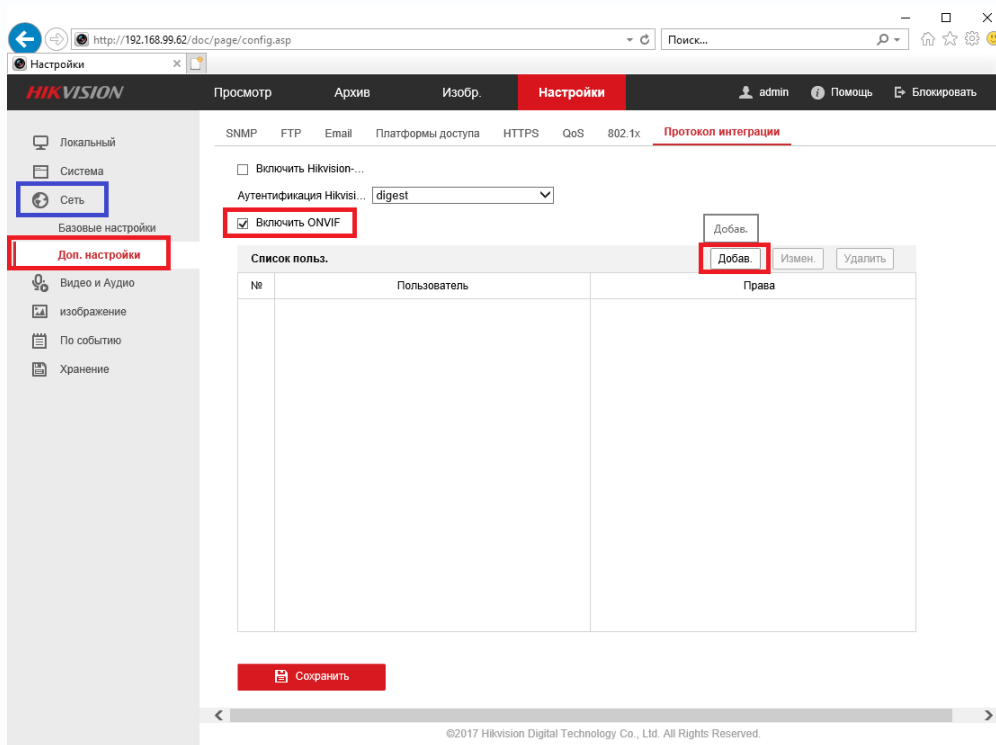 http://192.168.99.62/doc/page/config.asp
Поиск...
Настройки
HIKVISION
Просмотр
Архив
Изобр.
Настройки
admin
Помощь
Блокировать
Локальный
Система
Сеть
Базовые настройки
Доп. настройки
Видео и Аудио
изображение
По событию
Хранение
SNMP
FTP
Email
Платформы доступа
HTTPS
QoS
802.1x
Протокол интеграции
Включить Hikvision-...
Аутентификация Hikvisi... digest
Включить ONVIF
Добав.
Список польз.
Добав.
Измен.
Удалить
№
Пользователь
Права
Сохранить
©2017 Hikvision Digital Technology Co., Ltd. All Rights Reserved.